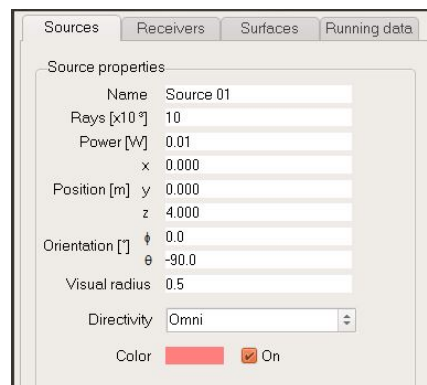 Sources Receivers Surfaces Running data
Source properties
Name Source 01
Rays [x10³] 10
Power [W] 0.01
x 0.000
Position [m] y 0.000
z 4.000
ϕ 0.0
Orientation [°]
θ -90.0
Visual radius 0.5
Directivity Omni
Color On